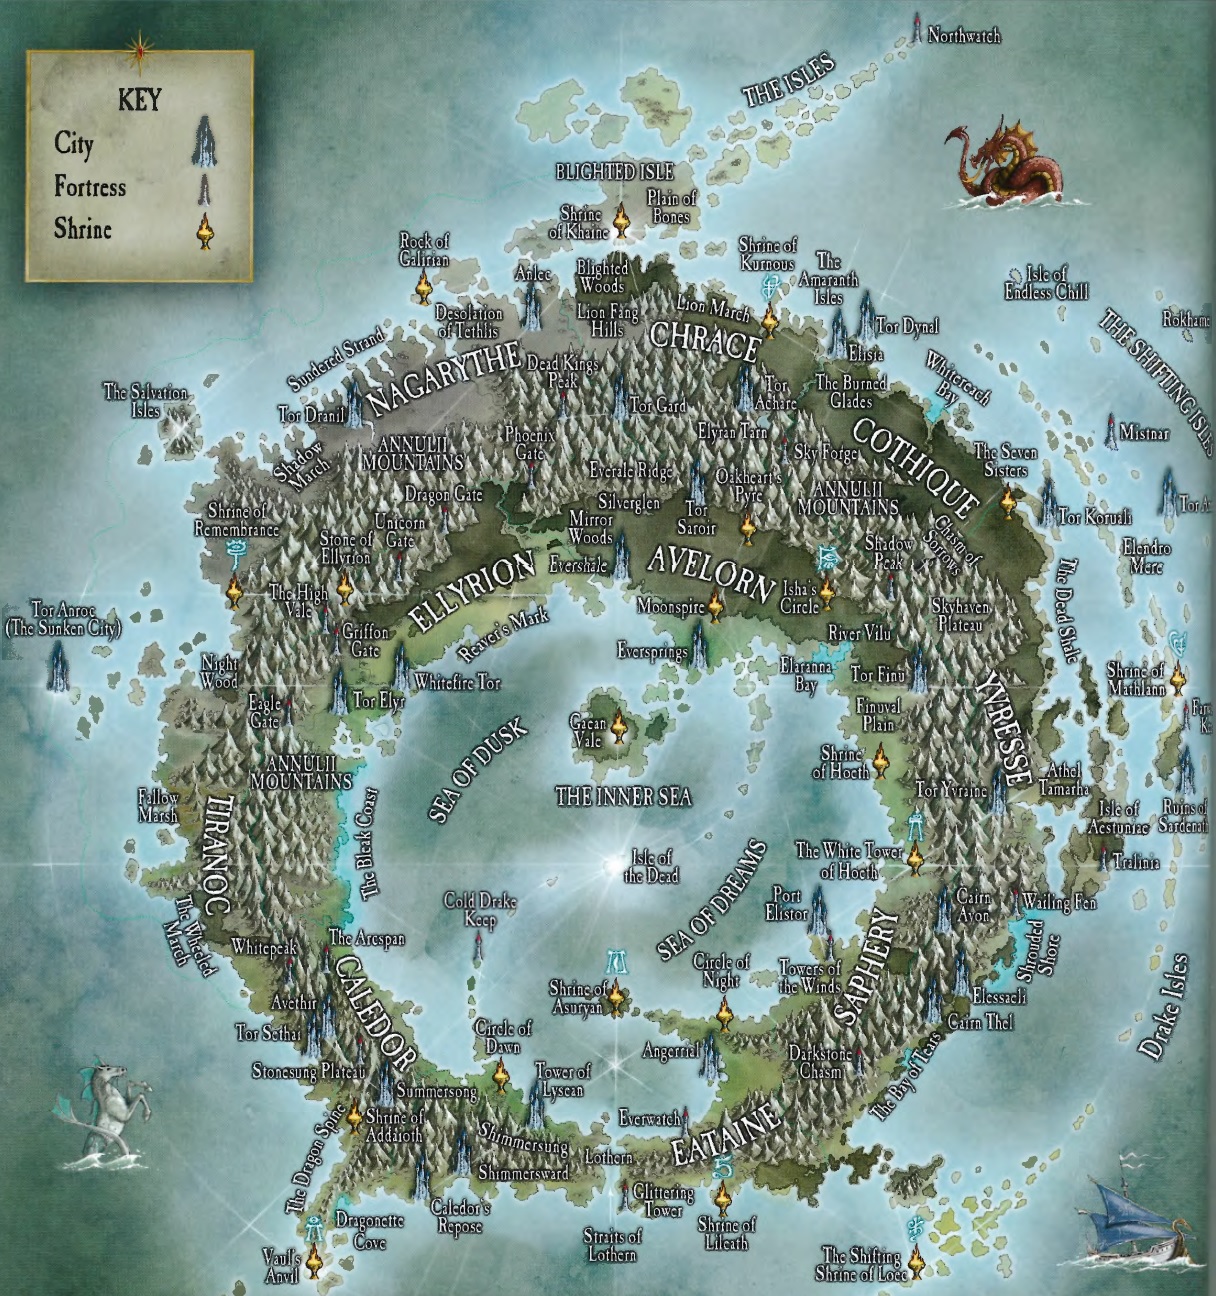 KEY
City
Fortress
Shrine
Northwatch
THE ISLES
BLIGHTED ISLE
Plain of
Bones
Shrine
of Khaine
Rock of
Galirian
Anlec
Blighted
Woods
Shrine of
Kurnous
The
Amaranth
Isles
Isle of
Endless Chill
Desolation
of Tethlis
Lion Fang
Hills
Lion March
CHRACE
Tor Dynal
Elisia
THE SHIFTING ISLES
Sundered Strand
NAGARYTHE
Dead Kings
Peak
Tor Gard
Tor
Achare
The Burned
Glades
Whitereach
Bay
The Salvation
Isles
Tor Dranil
Shadow
March
ANNULII
MOUNTAINS
Phoenix
Gate
Elyran Tarn
Sky Forge
COTHIQUE
The Seven
Sisters
Mistnar
Everale Ridge
Oakheart's
Pyre
ANNULII
MOUNTAINS
Dragon Gate
Silverglen
Tor
Saroir
Tor Koruali
Shrine of
Remembrance
Unicorn
Gate
Stone of
Ellyrion
Mirror
Woods
Shadow
Peak
Chasm of
Sorrows
Elendro
Mere
ELLYRION
Evershale
AVELORN
Isha's
Circle
The High
Vale
Moonspire
Skyhaven
Plateau
The Dead Shale
Tor Anroc
(The Sunken City)
Griffon
Gate
Reaver's Mark
Eversprings
River Vilu
Night
Wood
Whitefire Tor
Elaranna
Bay
Tor Finu
Shrine of
Mathlann
Eagle
Gate
Tor Elyr
Gaean
Vale
Finuval
Plain
YVRESSE
SEA OF DUSK
Shrine
of Hoeth
ANNULII
MOUNTAINS
THE INNER SEA
Tor Yvraine
Athel
Tamarha
Fallow
Marsh
TIRANOC
The Bleak Coast
Isle of
Aestuniae
Ruins of
The White Tower
of Hoeth
Tralinia
Isle of
the Dead
SEA OF DREAMS
Cold Drake
Keep
Port
Elistor
Cairn
Avon
Wailing Fen
The Wheeled
March
Whitepeak
The Arcspan
SAPHERY
Shrouded
Shore
Drake Isles
CALEDOR
Shrine of
Asuryan
Circle of
Night
Towers of
the Winds
Avethir
Elessaeli
Cairn Thel
Tor Sethai
Circle of
Dawn
Angerriel
Darkstone
Chasm
The Bay of Tears
Stonesung Plateau
Summersong
Tower of
Lysean
Everwatch
EATAINE
The Dragon Spine
Shrine of
Addaioth
Shimmersung
Shimmersward
Lothern
Glittering
Tower
Dragonette
Cove
Caledor's
Repose
Straits of
Lothern
Shrine of
Lileath
Vaul's
Anvil
The Shifting
Shrine of Loec